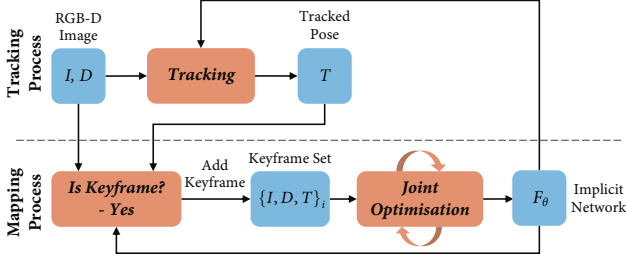 RGB-D
Image
Tracked
Pose
Tracking
Process
I, D
Tracking
T
Mapping
Process
Is Keyframe?
- Yes
Add
Keyframe
Keyframe Set
{I, D, T}ᵢ
Joint
Optimisation
F_θ
Implicit
Network